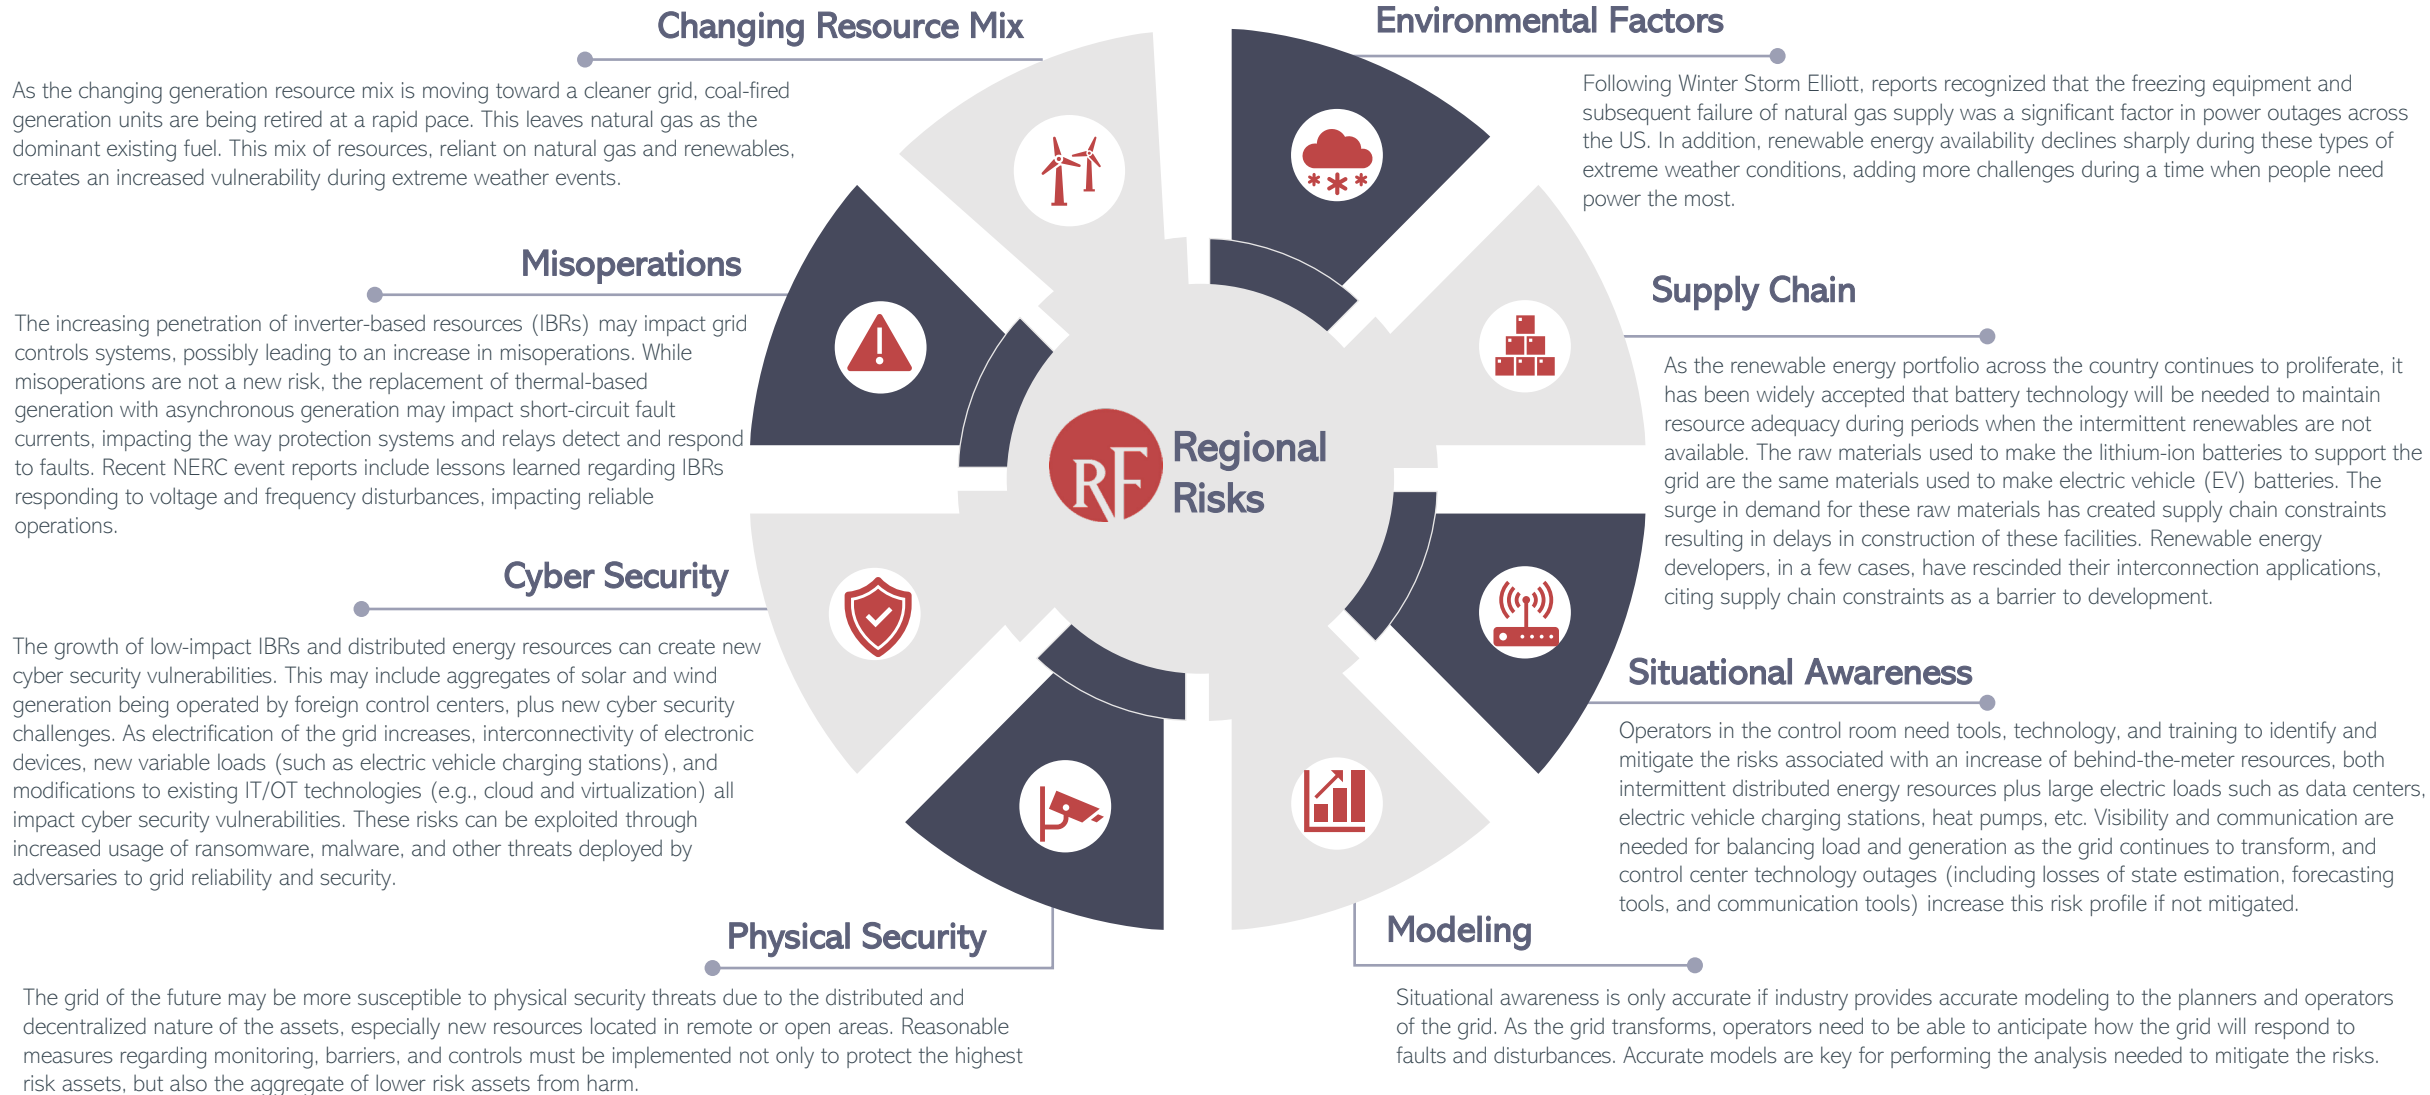 Changing Resource Mix
As the changing generation resource mix is moving toward a cleaner grid, coal-fired
generation units are being retired at a rapid pace. This leaves natural gas as the
dominant existing fuel. This mix of resources, reliant on natural gas and renewables,
creates an increased vulnerability during extreme weather events.
Misoperations
The increasing penetration of inverter-based resources (IBRs) may impact grid
controls systems, possibly leading to an increase in misoperations. While
misoperations are not a new risk, the replacement of thermal-based
generation with asynchronous generation may impact short-circuit fault
currents, impacting the way protection systems and relays detect and respond
to faults. Recent NERC event reports include lessons learned regarding IBRs
responding to voltage and frequency disturbances, impacting reliable
operations.
Cyber Security
The growth of low-impact IBRs and distributed energy resources can create new
cyber security vulnerabilities. This may include aggregates of solar and wind
generation being operated by foreign control centers, plus new cyber security
challenges. As electrification of the grid increases, interconnectivity of electronic
devices, new variable loads (such as electric vehicle charging stations), and
modifications to existing IT/OT technologies (e.g., cloud and virtualization) all
impact cyber security vulnerabilities. These risks can be exploited through
increased usage of ransomware, malware, and other threats deployed by
adversaries to grid reliability and security.
Physical Security
The grid of the future may be more susceptible to physical security threats due to the distributed and
decentralized nature of the assets, especially new resources located in remote or open areas. Reasonable
measures regarding monitoring, barriers, and controls must be implemented not only to protect the highest
risk assets, but also the aggregate of lower risk assets from harm.
RF
Regional
Risks
Environmental Factors
Following Winter Storm Elliott, reports recognized that the freezing equipment and
subsequent failure of natural gas supply was a significant factor in power outages across
the US. In addition, renewable energy availability declines sharply during these types of
extreme weather conditions, adding more challenges during a time when people need
power the most.
Supply Chain
As the renewable energy portfolio across the country continues to proliferate, it
has been widely accepted that battery technology will be needed to maintain
resource adequacy during periods when the intermittent renewables are not
available. The raw materials used to make the lithium-ion batteries to support the
grid are the same materials used to make electric vehicle (EV) batteries. The
surge in demand for these raw materials has created supply chain constraints
resulting in delays in construction of these facilities. Renewable energy
developers, in a few cases, have rescinded their interconnection applications,
citing supply chain constraints as a barrier to development.
Situational Awareness
Operators in the control room need tools, technology, and training to identify and
mitigate the risks associated with an increase of behind-the-meter resources, both
intermittent distributed energy resources plus large electric loads such as data centers,
electric vehicle charging stations, heat pumps, etc. Visibility and communication are
needed for balancing load and generation as the grid continues to transform, and
control center technology outages (including losses of state estimation, forecasting
tools, and communication tools) increase this risk profile if not mitigated.
Modeling
Situational awareness is only accurate if industry provides accurate modeling to the planners and operators
of the grid. As the grid transforms, operators need to be able to anticipate how the grid will respond to
faults and disturbances. Accurate models are key for performing the analysis needed to mitigate the risks.